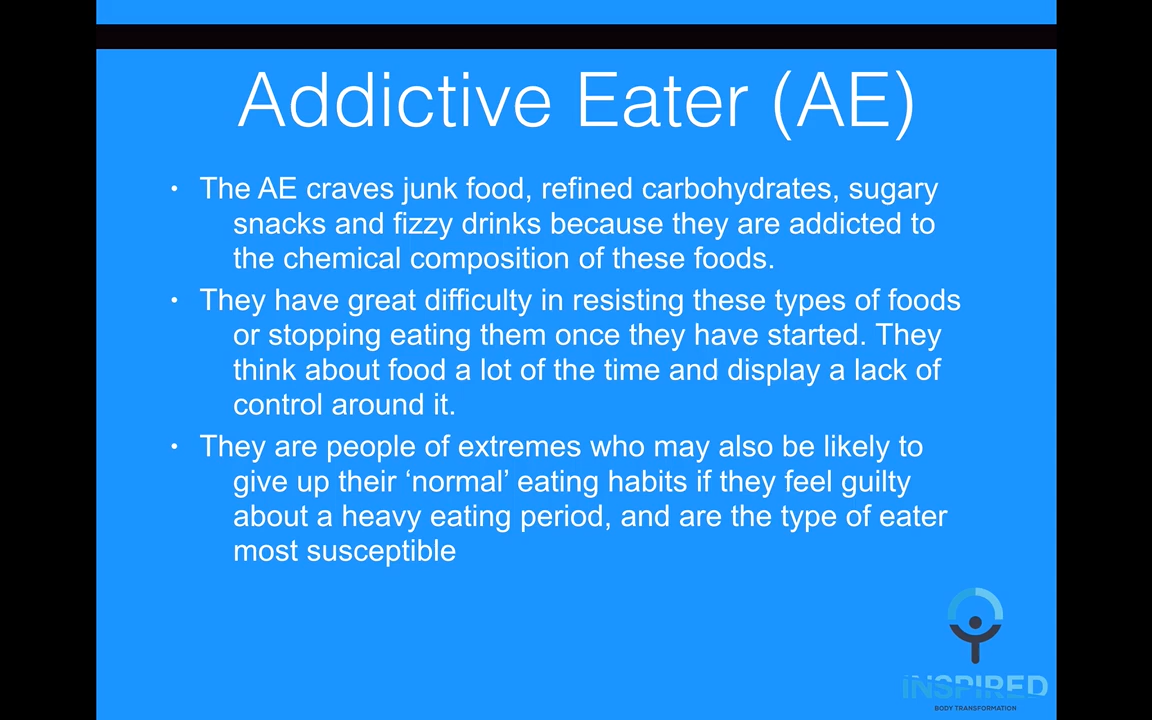 Addictive Eater (AE)
• The AE craves junk food, refined carbohydrates, sugary
snacks and fizzy drinks because they are addicted to
the chemical composition of these foods.
• They have great difficulty in resisting these types of foods
or stopping eating them once they have started. They
think about food a lot of the time and display a lack of
control around it.
• They are people of extremes who may also be likely to
give up their ‘normal’ eating habits if they feel guilty
about a heavy eating period, and are the type of eater
most susceptible
INSPIRED
BODY TRANSFORMATION